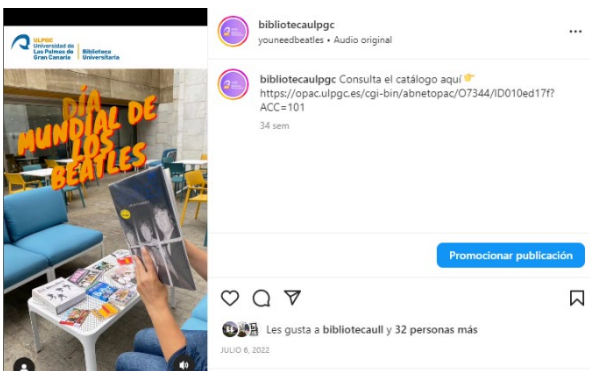 ULPGC
Universidad de
Las Palmas de
Gran Canaria
Biblioteca
Universitaria
DÍA
MUNDIAL DE
LOS
BEATLES
bibliotecaulpgc
youneedbeatles • Audio original
bibliotecaulpgc Consulta el catálogo aquí👉
https://opac.ulpgc.es/cgi-bin/abnetopac/O7344/ID010ed17f?
ACC=101
34 sem
Promocionar publicación
Les gusta a bibliotecaull y 32 personas más
JULIO 6, 2022